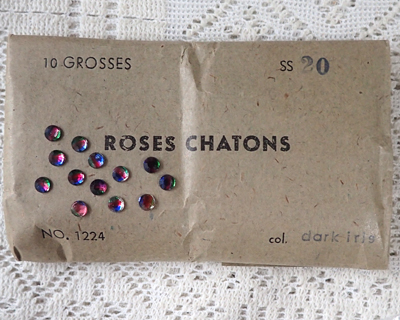 10 GROSSES SS 20
ROSES CHATONS
NO. 1224 col. dark iris